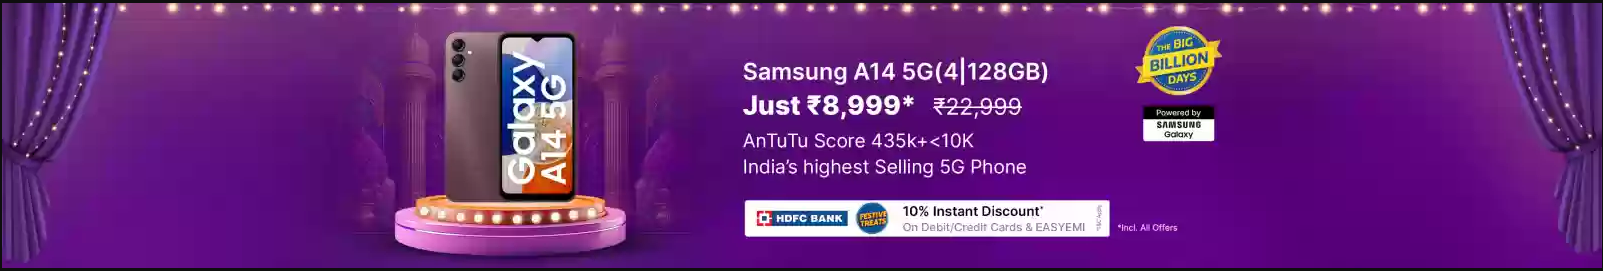 Galaxy
A14 5G
Samsung A14 5G(4|128GB)
Just ₹8,999* ₹22,999
AnTuTu Score 435k+<10K
India's highest Selling 5G Phone
HDFC BANK
FESTIVE
TREATS
10% Instant Discount*
On Debit/Credit Cards & EASYEMI
*T&C Apply
*Incl. All Offers
THE BIG
BILLION
DAYS
Powered by
SAMSUNG
Galaxy